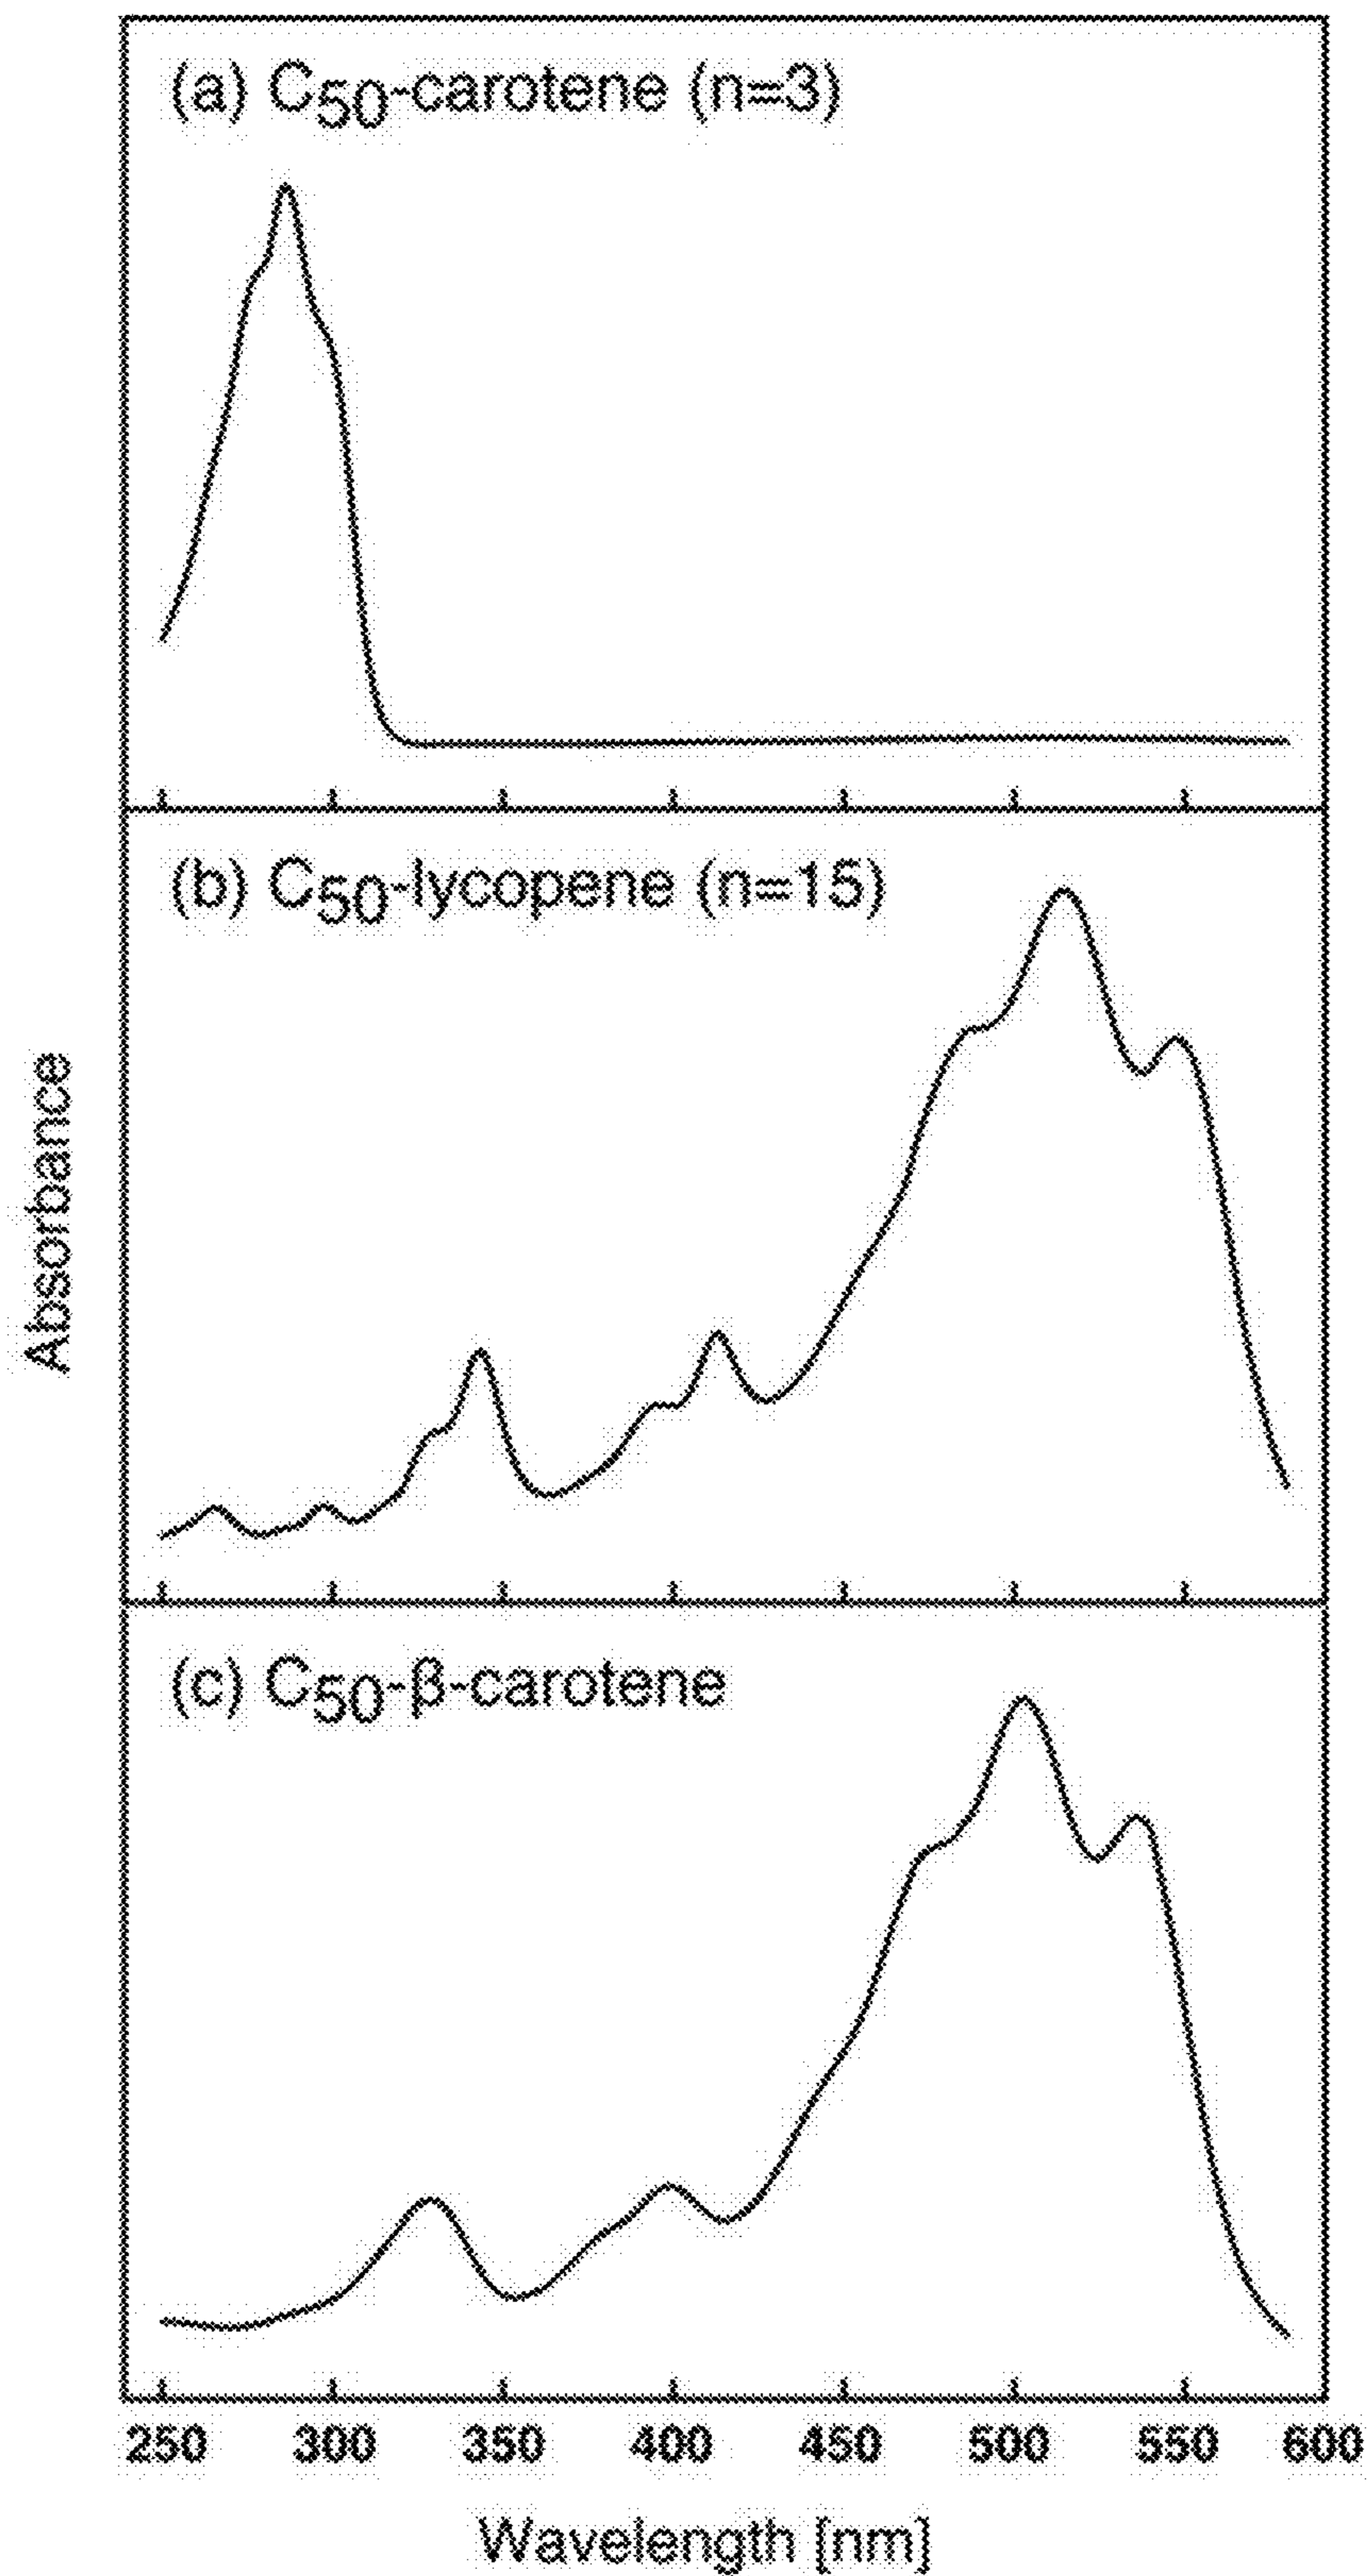 (a) C50-carotene (n=3)
(b) C50-lycopene (n=15)
(c) C50-β-carotene
Absorbance
250 300 350 400 450 500 550 600
Wavelength [nm]